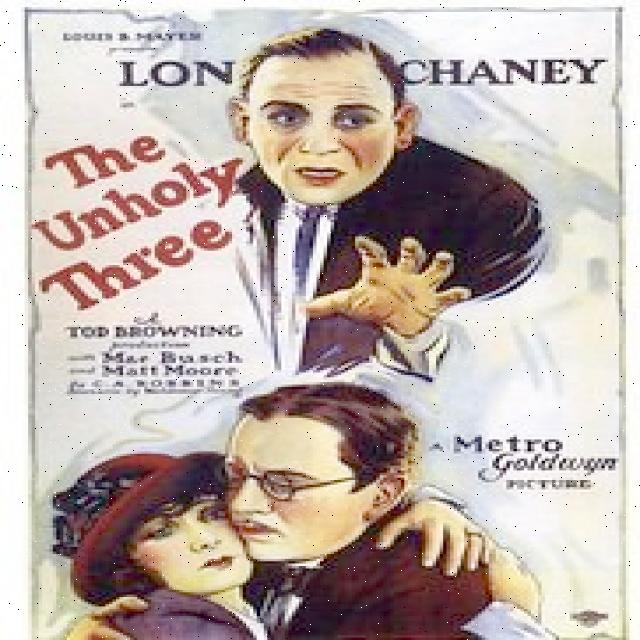 LOUIS B. MAYER
presents
LON CHANEY
in
The
Unholy
Three
A
TOD BROWNING
production
with Mae Busch
and Matt Moore
by C.A. ROBBINS
A Metro
Goldwyn
PICTURE